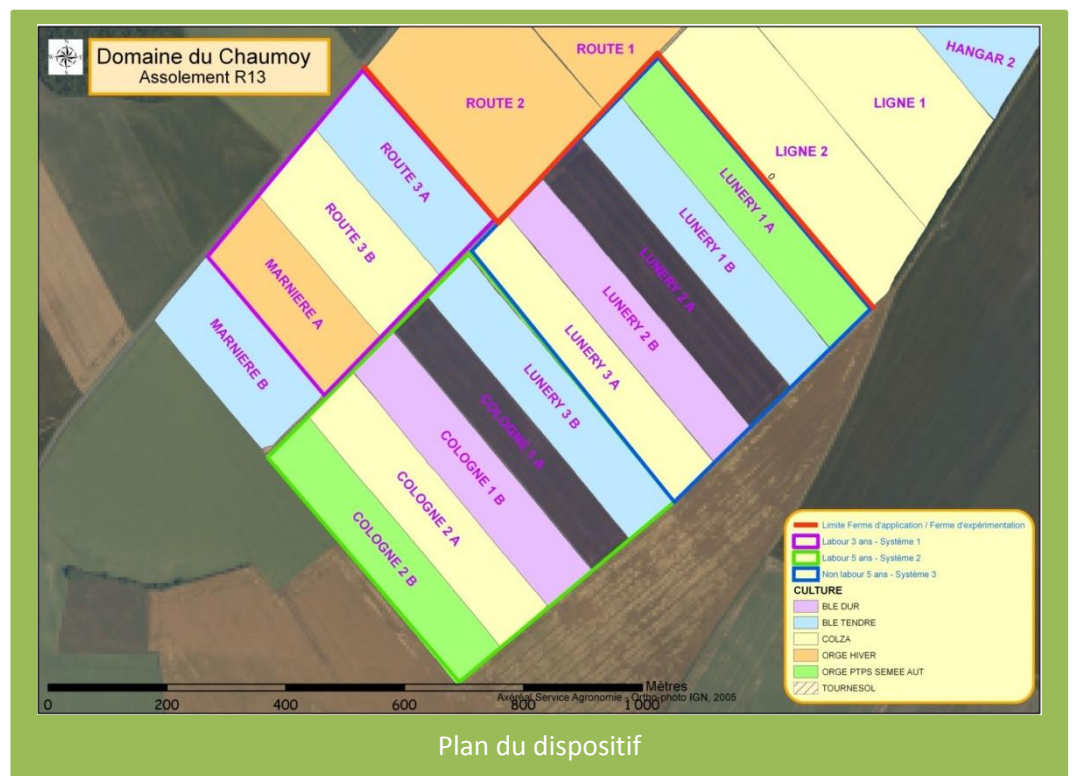 Domaine du Chaumoy
Assolement R13
ROUTE 1
HANGAR 2
ROUTE 2
LIGNE 1
LIGNE 2
0
ROUTE 3 A
LUNERY 1 A
ROUTE 3 B
LUNERY 1 B
MARNIERE A
LUNERY 2 A
LUNERY 2 B
MARNIERE B
LUNERY 3 A
LUNERY 3 B
COLOGNE 1 A
COLOGNE 1 B
COLOGNE 2 A
COLOGNE 2 B
Limite Ferme d'application / Ferme d'expérimentation
Labour 3 ans - Système 1
Labour 5 ans - Système 2
Non labour 5 ans - Système 3
CULTURE
BLE DUR
BLE TENDRE
COLZA
ORGE HIVER
ORGE PTPS SEMEE AUT
TOURNESOL
Mètres
0 200 400 600 800 1 000
Axéréal Service Agronomie - Ortho-photo IGN, 2005
Plan du dispositif